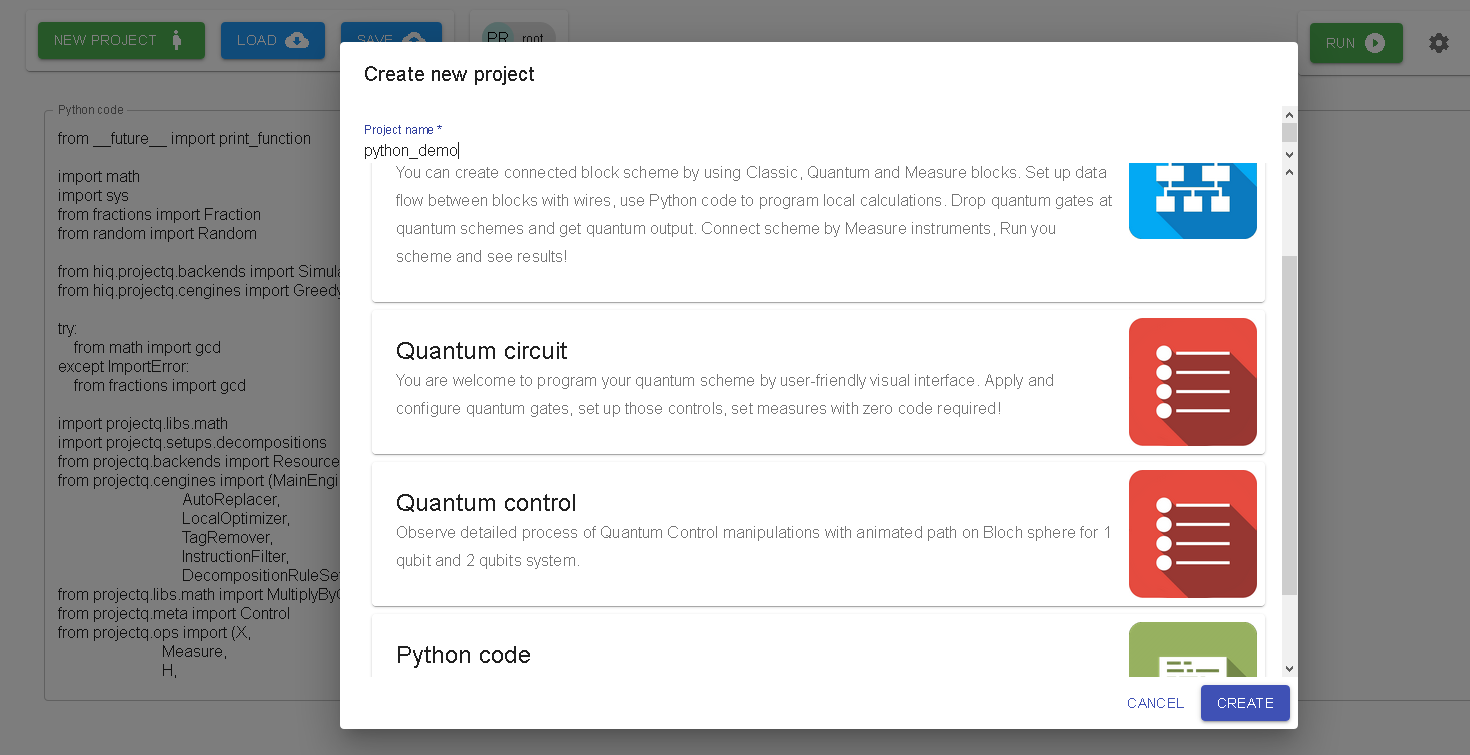 NEW PROJECT
LOAD
SAVE
PR root
RUN
Create new project
Project name *
python_demo
You can create connected block scheme by using Classic, Quantum and Measure blocks. Set up data
flow between blocks with wires, use Python code to program local calculations. Drop quantum gates at
quantum schemes and get quantum output. Connect scheme by Measure instruments, Run you
scheme and see results!
Quantum circuit
You are welcome to program your quantum scheme by user-friendly visual interface. Apply and
configure quantum gates, set up those controls, set measures with zero code required!
Quantum control
Observe detailed process of Quantum Control manipulations with animated path on Bloch sphere for 1
qubit and 2 qubits system.
Python code
CANCEL
CREATE
Python code
from __future__ import print_function
import math
import sys
from fractions import Fraction
from random import Random
from hiq.projectq.backends import Simula
from hiq.projectq.cengines import Greedy
try:
from math import gcd
except ImportError:
from fractions import gcd
import projectq.libs.math
import projectq.setups.decompositions
from projectq.backends import Resource
from projectq.cengines import (MainEngi
AutoReplacer,
LocalOptimizer,
TagRemover,
InstructionFilter,
DecompositionRuleSet
from projectq.libs.math import MultiplyByC
from projectq.meta import Control
from projectq.ops import (X,
Measure,
H,